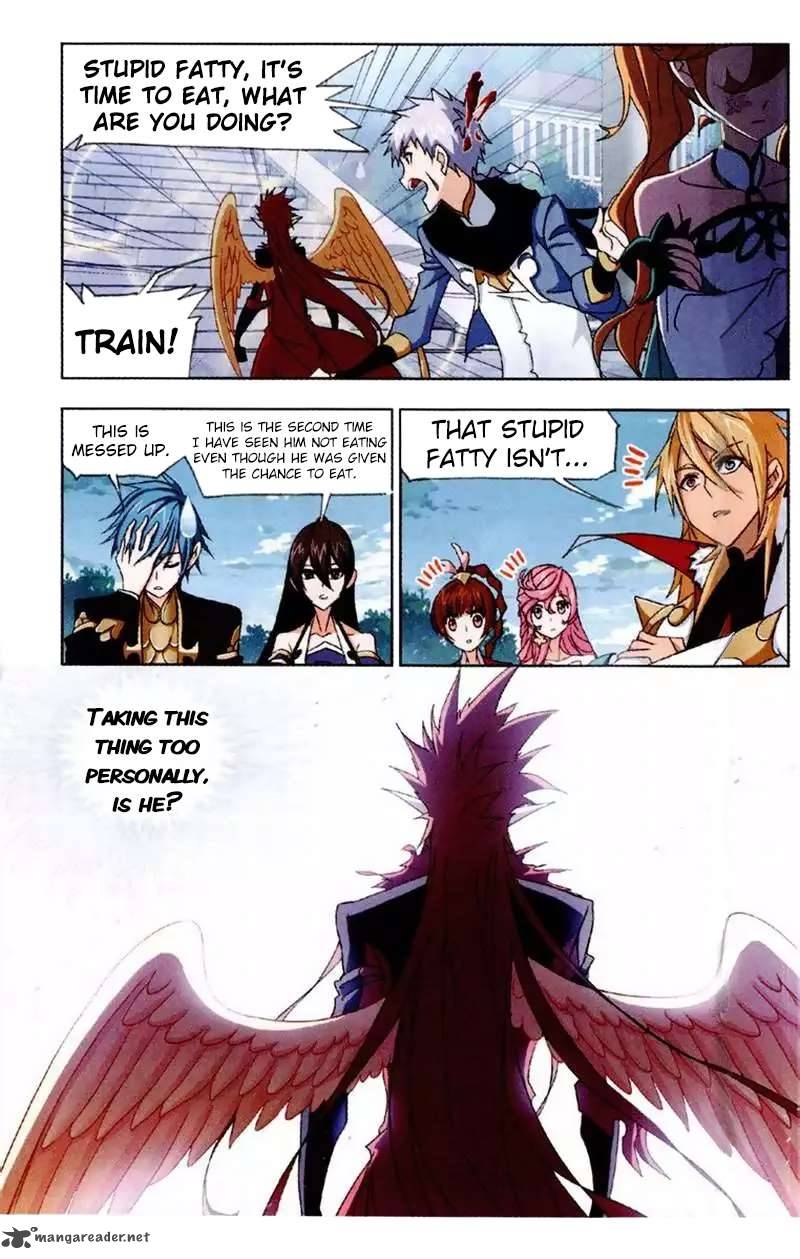 STUPID FATTY, IT'S
TIME TO EAT, WHAT
ARE YOU DOING?
TRAIN!
THIS IS
MESSED UP.
THIS IS THE SECOND TIME
I HAVE SEEN HIM NOT EATING
EVEN THOUGH HE WAS GIVEN
THE CHANCE TO EAT.
THAT STUPID
FATTY ISN'T...
TAKING THIS
THING TOO
PERSONALLY,
IS HE?
mangareader.net